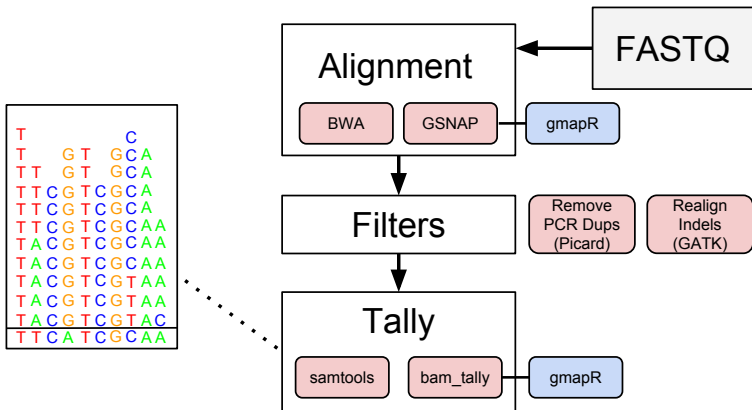 FASTQ
Alignment
BWA GSNAP gmapR
Filters
Remove
PCR Dups
(Picard)
Realign
Indels
(GATK)
Tally
samtools bam_tally gmapR
T C
T GT GCA
TT GT GCA
TTCGTCGCA
TTCGTCGCA
TTCGTCGCAA
TACGTCGCAA
TACGTCGCAA
TACGTCGTAA
TACGTCGTAA
TACGTCGTAC
TTCATCGCAA